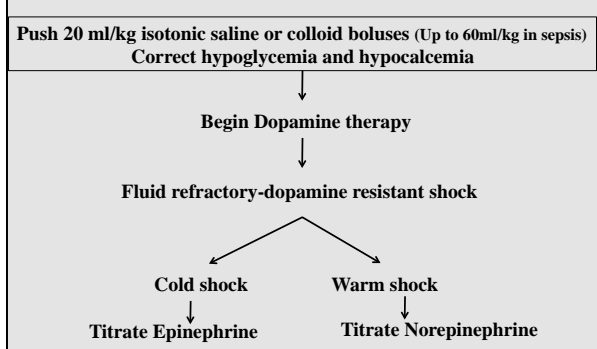 Push 20 ml/kg isotonic saline or colloid boluses (Up to 60ml/kg in sepsis)
Correct hypoglycemia and hypocalcemia
Begin Dopamine therapy
Fluid refractory-dopamine resistant shock
Cold shock
Warm shock
Titrate Epinephrine
Titrate Norepinephrine